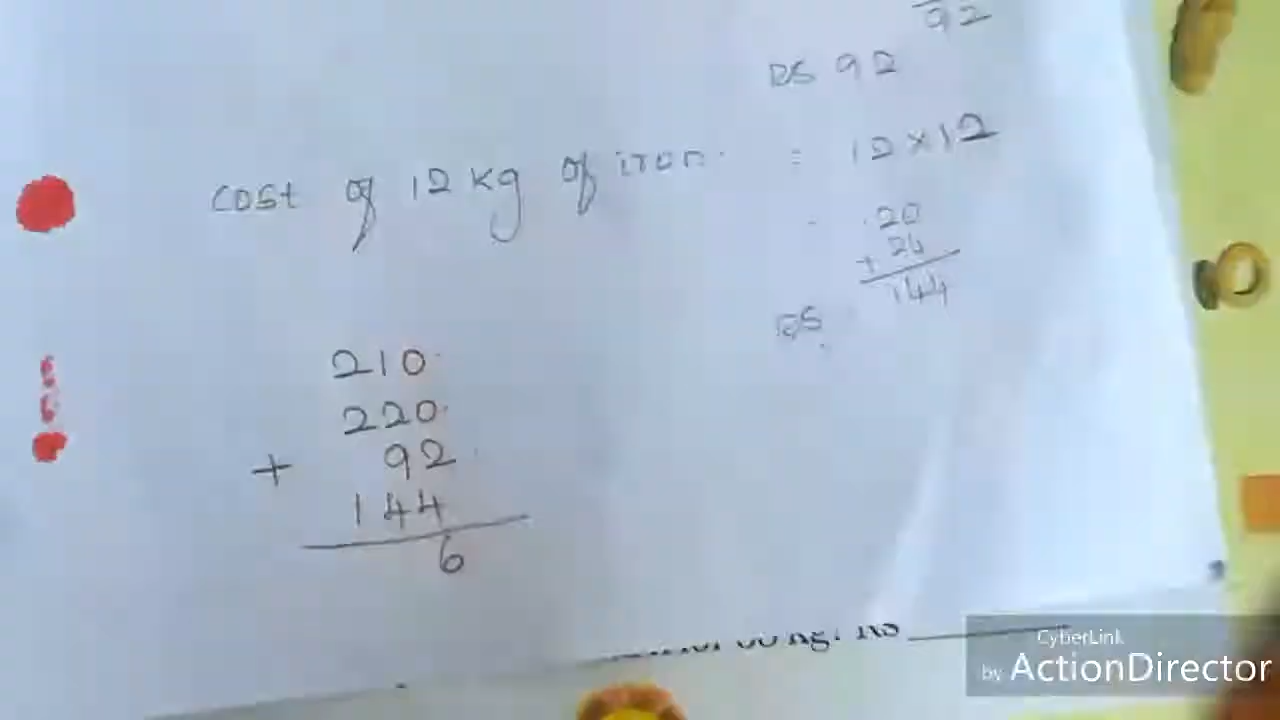 92
RS 92
cost of 12 kg of iron = 12 × 12
20
+ 24
144
RS
210
220
+ 92
144
6
CyberLink
by ActionDirector